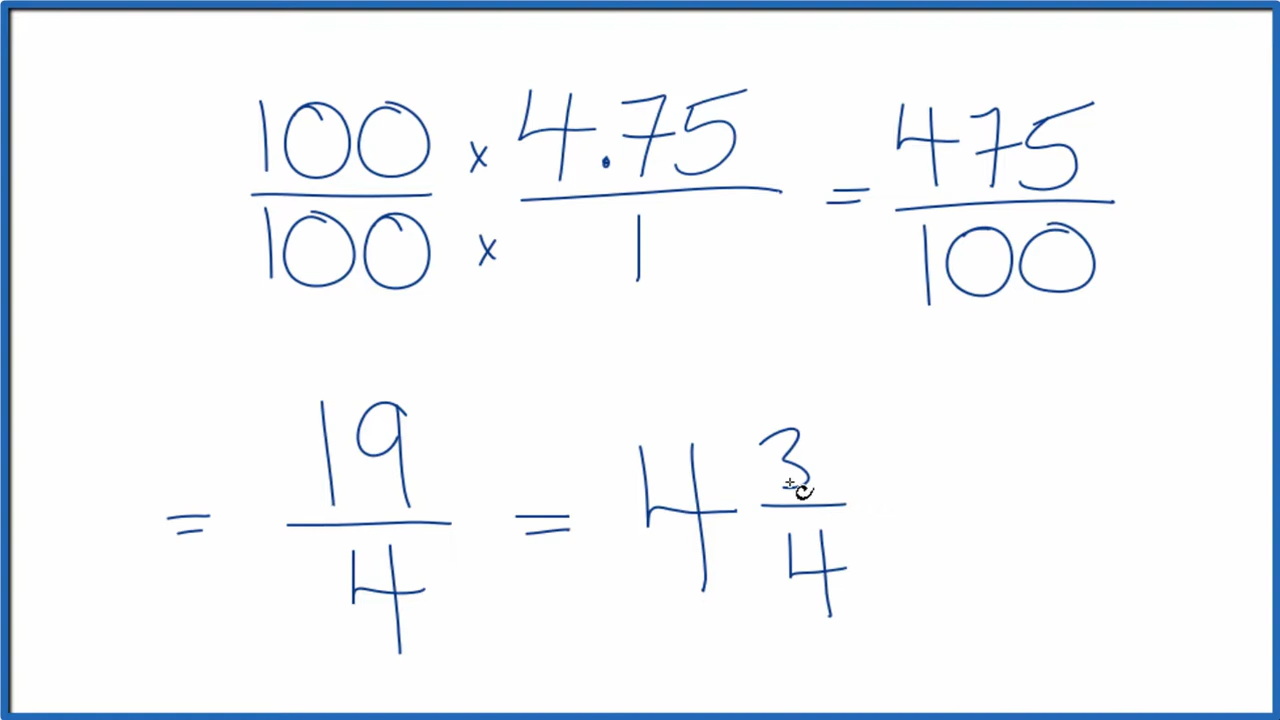 100 x 4.75 = 475
100 x 1 100
= 19 = 4 3
4 4